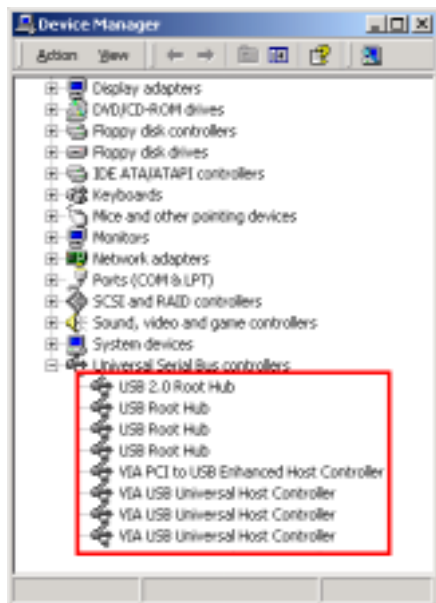 Device Manager
Action View
Display adapters
DVD/CD-ROM drives
Floppy disk controllers
Floppy disk drives
IDE ATA/ATAPI controllers
Keyboards
Mice and other pointing devices
Monitors
Network adapters
Ports (COM & LPT)
SCSI and RAID controllers
Sound, video and game controllers
System devices
Universal Serial Bus controllers
USB 2.0 Root Hub
USB Root Hub
USB Root Hub
USB Root Hub
VIA PCI to USB Enhanced Host Controller
VIA USB Universal Host Controller
VIA USB Universal Host Controller
VIA USB Universal Host Controller